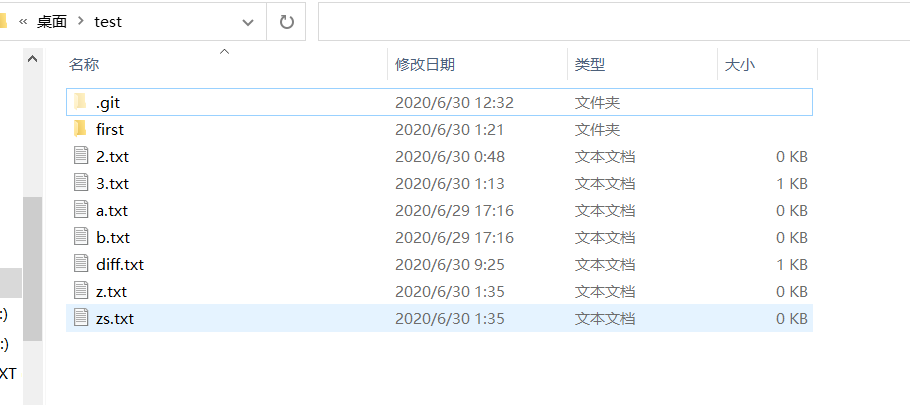 « 桌面 > test
名称 修改日期 类型 大小
.git 2020/6/30 12:32 文件夹
first 2020/6/30 1:21 文件夹
2.txt 2020/6/30 0:48 文本文档 0 KB
3.txt 2020/6/30 1:13 文本文档 1 KB
a.txt 2020/6/29 17:16 文本文档 0 KB
b.txt 2020/6/29 17:16 文本文档 0 KB
diff.txt 2020/6/30 9:25 文本文档 1 KB
z.txt 2020/6/30 1:35 文本文档 0 KB
:)
zs.txt 2020/6/30 1:35 文本文档 0 KB
:)
XT